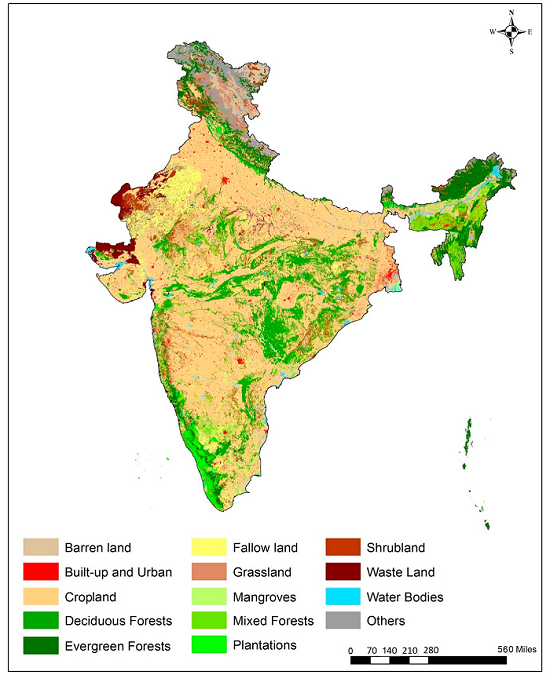 N
W E
S
Barren land
Fallow land
Shrubland
Built-up and Urban
Grassland
Waste Land
Cropland
Mangroves
Water Bodies
Deciduous Forests
Mixed Forests
Others
Evergreen Forests
Plantations
0 70 140 210 280 560 Miles